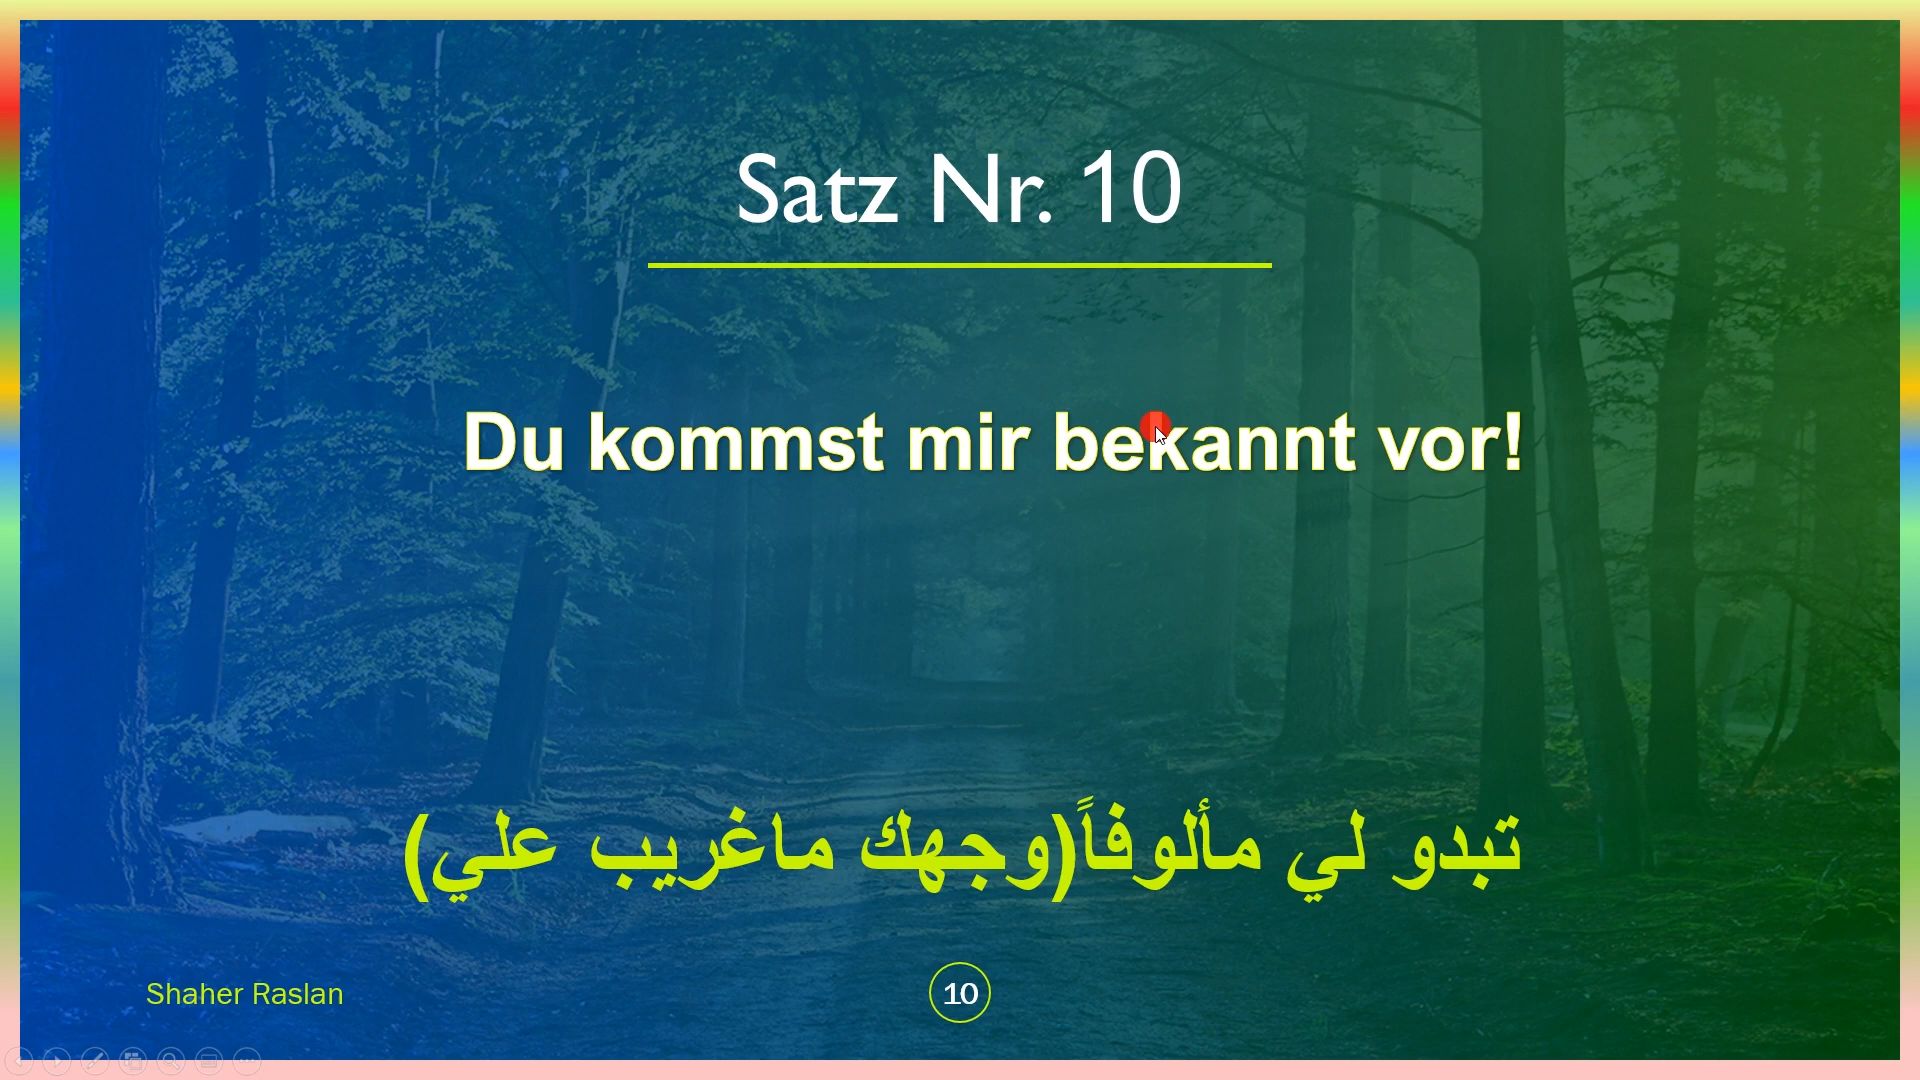 Satz Nr. 10
Du kommst mir bekannt vor!
تبدو لي مألوفاً(وجهك ماغريب علي)
Shaher Raslan
10